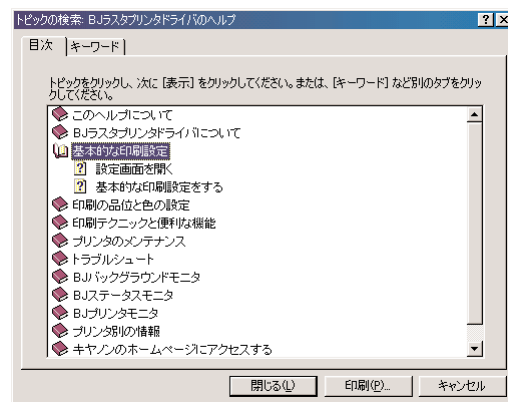 トピックの検索: BJラスタプリンタドライバのヘルプ
目次
キーワード
トピックをクリックし、次に [表示] をクリックしてください。または、[キーワード] など別のタブをクリッ
クしてください。
このヘルプについて
BJラスタプリンタドライバについて
基本的な印刷設定
設定画面を開く
基本的な印刷設定をする
印刷の品位と色の設定
印刷テクニックと便利な機能
プリンタのメンテナンス
トラブルシュート
BJバックグラウンドモニタ
BJステータスモニタ
BJプリンタモニタ
プリンタ別の情報
キヤノンのホームページにアクセスする
閉じる(L)
印刷(P)...
キャンセル